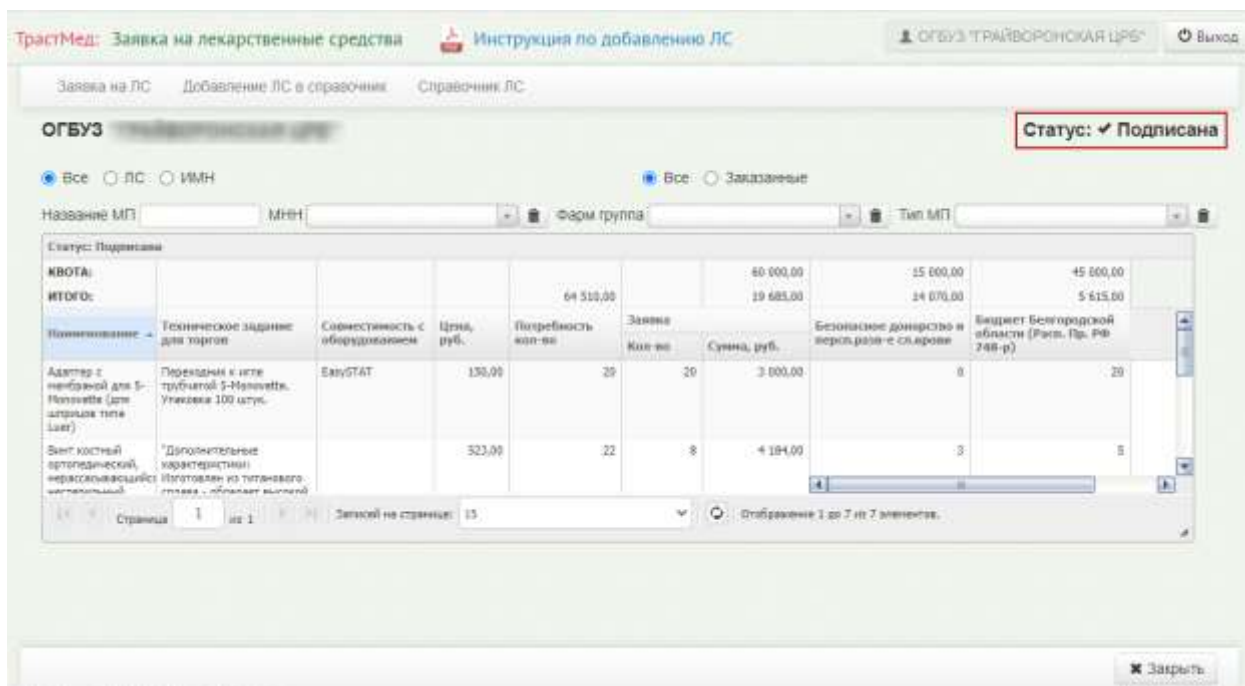 ТрастМед: Заявка на лекарственные средства Инструкция по добавлению ЛС ОГБУЗ "ГРАЙВОРОНСКАЯ ЦРБ" Выход
Заявка на ЛС Добавление ЛС в справочник Справочник ЛС
ОГБУЗ Статус: ✔ Подписана
Все ЛС ИМН Все Заказанные
Название МП МНН Фарм группа Тип МП
Статус: Подписана
КВОТА: 60 000,00 15 000,00 45 000,00
ИТОГО: 64 510,00 19 685,00 14 070,00 5 615,00
Наименование Техническое задание для торгов Совместимость с оборудованием Цена, руб. Потребность кол-во Заявка Кол-во Сумма, руб. Безопасное донорство и персп.разв-е сл.крови Бюджет Белгородской области (Расп. Пр. РФ 748-р)
Адаптер с мембраной для S-Monovette (для шприцов типа Luer) Переходник к игле трубчатой S-Monovette. Упаковка 100 штук. EasySTAT 150,00 20 20 3 000,00 0 20
Винт костный ортопедический, нерассасывающийся нестерильный "Дополнительные характеристики: Изготовлен из титанового сплава - обладает высокой 523,00 22 8 4 184,00 3 5
Страница 1 из 1 Записей на странице: 15 Отображение 1 до 7 из 7 элементов.
Закрыть